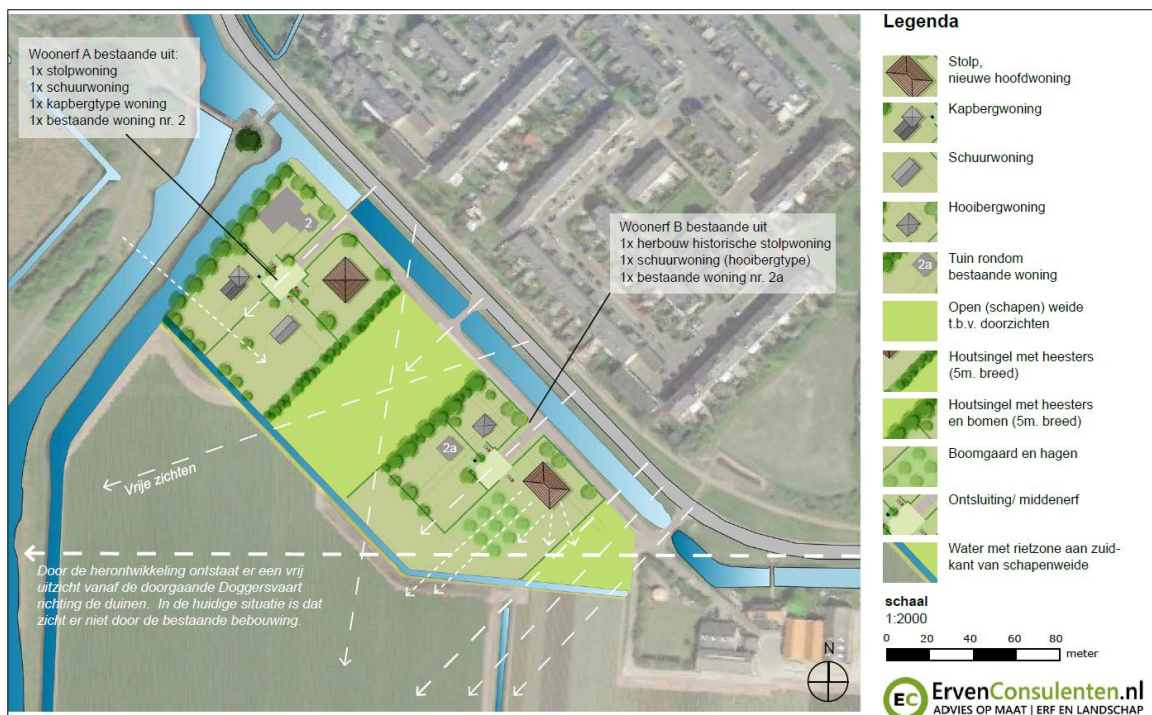 Woonerf A bestaande uit:
1x stolpwoning
1x schuurwoning
1x kapbergtype woning
1x bestaande woning nr. 2
2
Woonerf B bestaande uit
1x herbouw historische stolpwoning
1x schuurwoning (hooibergtype)
1x bestaande woning nr. 2a
2a
Vrije zichten
Door de herontwikkeling ontstaat er een vrij
uitzicht vanaf de doorgaande Doggersvaart
richting de duinen. In de huidige situatie is dat
zicht er niet door de bestaande bebouwing.
N
Legenda
Stolp,
nieuwe hoofdwoning
Kapbergwoning
Schuurwoning
Hooibergwoning
2a
Tuin rondom
bestaande woning
Open (schapen) weide
t.b.v. doorzichten
Houtsingel met heesters
(5m. breed)
Houtsingel met heesters
en bomen (5m. breed)
Boomgaard en hagen
Ontsluiting/ middenerf
Water met rietzone aan zuid-
kant van schapenweide
schaal
1:2000
0 20 40 60 80
meter
EC ErvenConsulenten.nl
ADVIES OP MAAT | ERF EN LANDSCHAP